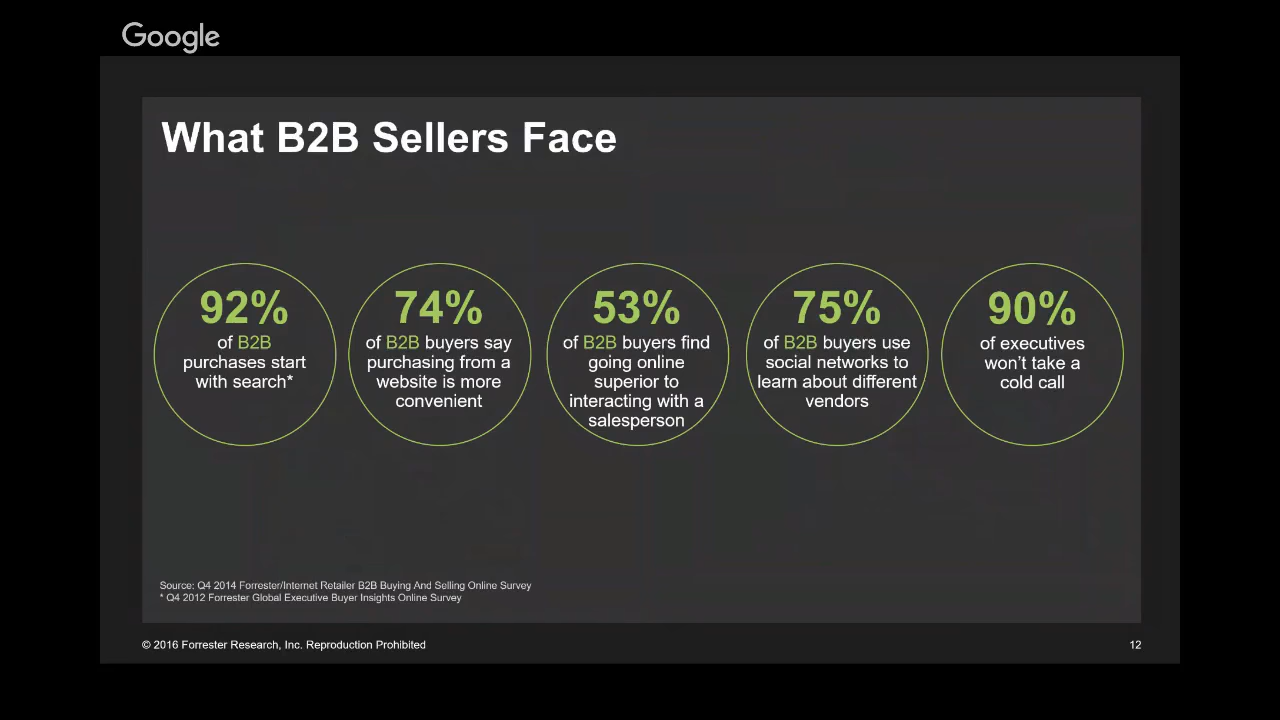 Google
What B2B Sellers Face
92%
of B2B
purchases start
with search*
74%
of B2B buyers say
purchasing from a
website is more
convenient
53%
of B2B buyers find
going online
superior to
interacting with a
salesperson
75%
of B2B buyers use
social networks to
learn about different
vendors
90%
of executives
won’t take a
cold call
Source: Q4 2014 Forrester/Internet Retailer B2B Buying And Selling Online Survey
* Q4 2012 Forrester Global Executive Buyer Insights Online Survey
© 2016 Forrester Research, Inc. Reproduction Prohibited
12